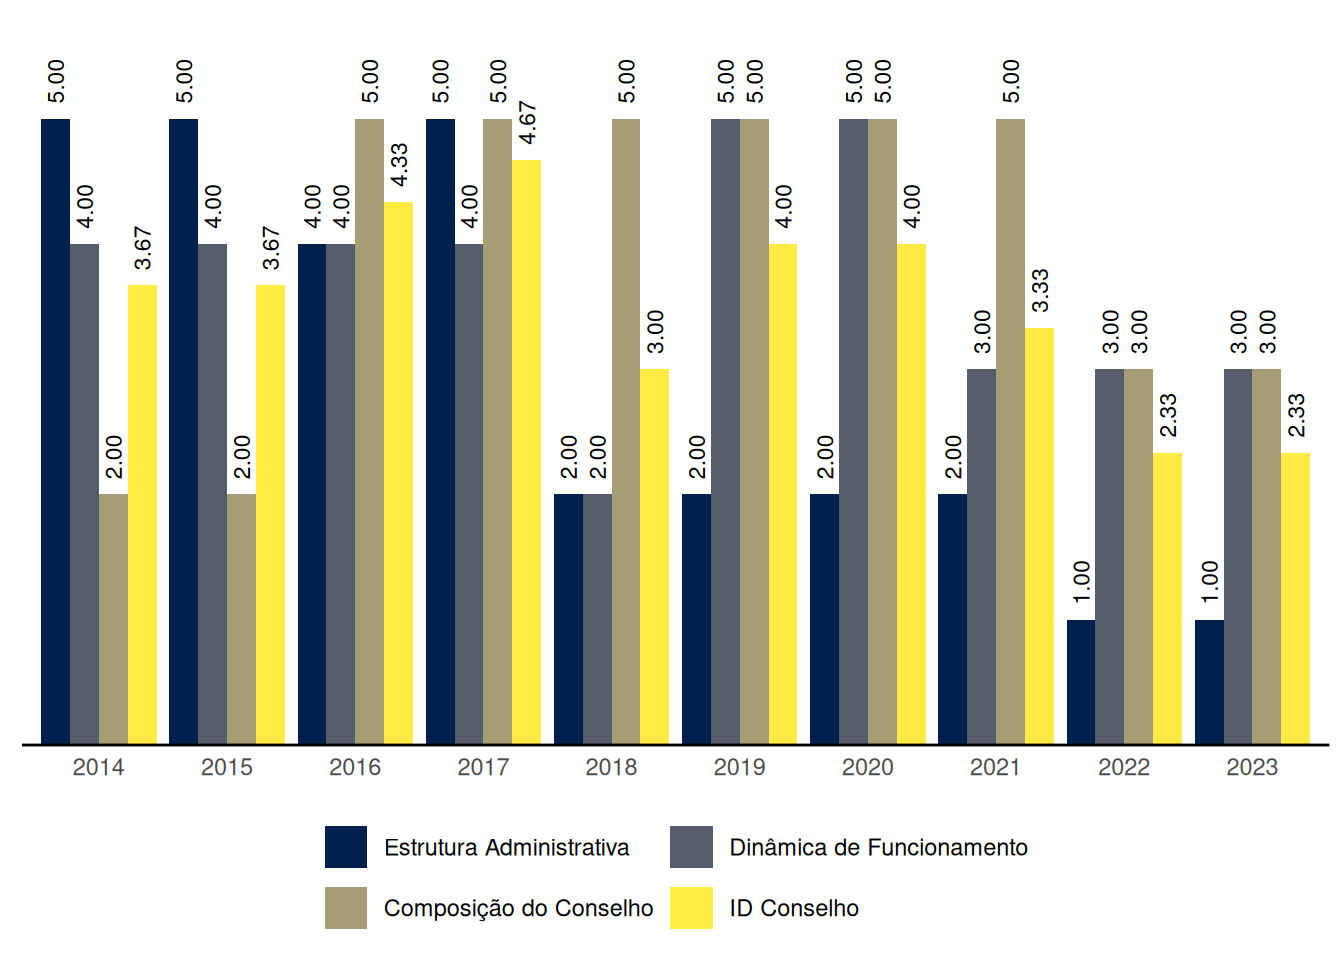 5.00 5.00 5.00 5.00 5.00 5.00 5.00 5.00 5.00 5.00 5.00
4.67
4.33
4.00 4.00 4.00 4.00 4.00 4.00 4.00
3.67 3.67
3.33
3.00 3.00 3.00 3.00 3.00 3.00
2.33 2.33
2.00 2.00 2.00 2.00 2.00 2.00 2.00
1.00 1.00
2014 2015 2016 2017 2018 2019 2020 2021 2022 2023
Estrutura Administrativa Dinâmica de Funcionamento
Composição do Conselho ID Conselho